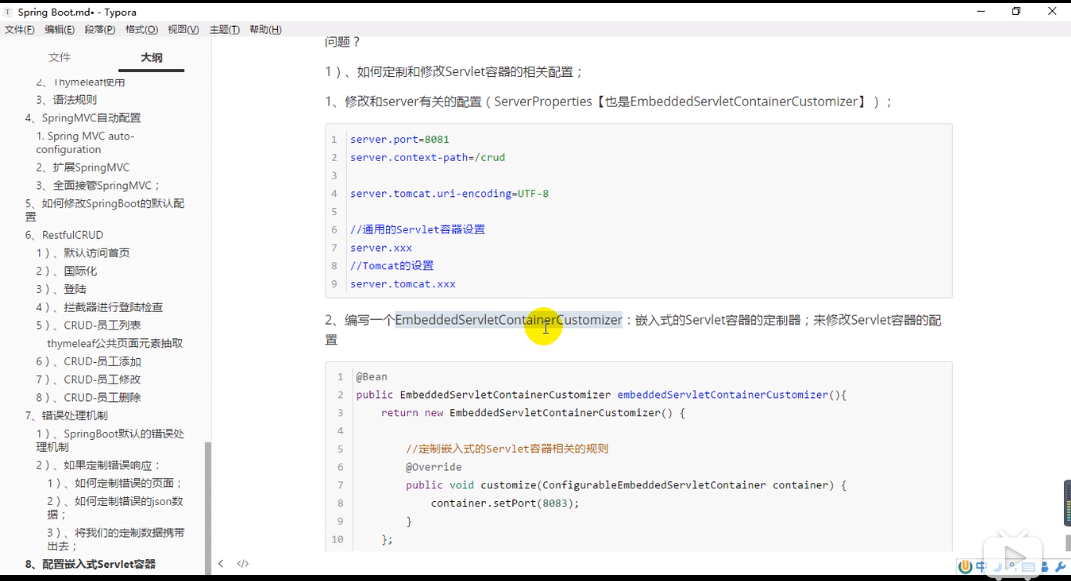 Spring Boot.md• - Typora
文件(F) 编辑(E) 段落(P) 格式(O) 视图(V) 主题(T) 帮助(H)
文件 大纲
2、Thymeleaf使用
3、语法规则
4、SpringMVC自动配置
1. Spring MVC auto-
configuration
2、扩展SpringMVC
3、全面接管SpringMVC；
5、如何修改SpringBoot的默认配
置
6、RestfulCRUD
1）、默认访问首页
2）、国际化
3）、登陆
4）、拦截器进行登陆检查
5）、CRUD-员工列表
thymeleaf公共页面元素抽取
6）、CRUD-员工添加
7）、CRUD-员工修改
8）、CRUD-员工删除
7、错误处理机制
1）、SpringBoot默认的错误处
理机制
2）、如果定制错误响应：
1）、如何定制错误的页面；
2）、如何定制错误的json数
据；
3）、将我们的定制数据携带
出去；
8、配置嵌入式Servlet容器
问题？
1）、如何定制和修改Servlet容器的相关配置；
1、修改和server有关的配置（ServerProperties【也是EmbeddedServletContainerCustomizer】）；
1 server.port=8081
2 server.context-path=/crud
3
4 server.tomcat.uri-encoding=UTF-8
5
6 //通用的Servlet容器设置
7 server.xxx
8 //Tomcat的设置
9 server.tomcat.xxx
2、编写一个EmbeddedServletContainerCustomizer：嵌入式的Servlet容器的定制器；来修改Servlet容器的配
置
1 @Bean
2 public EmbeddedServletContainerCustomizer embeddedServletContainerCustomizer(){
3 return new EmbeddedServletContainerCustomizer() {
4
5 //定制嵌入式的Servlet容器相关的规则
6 @Override
7 public void customize(ConfigurableEmbeddedServletContainer container) {
8 container.setPort(8083);
9 }
10 };
</>
中